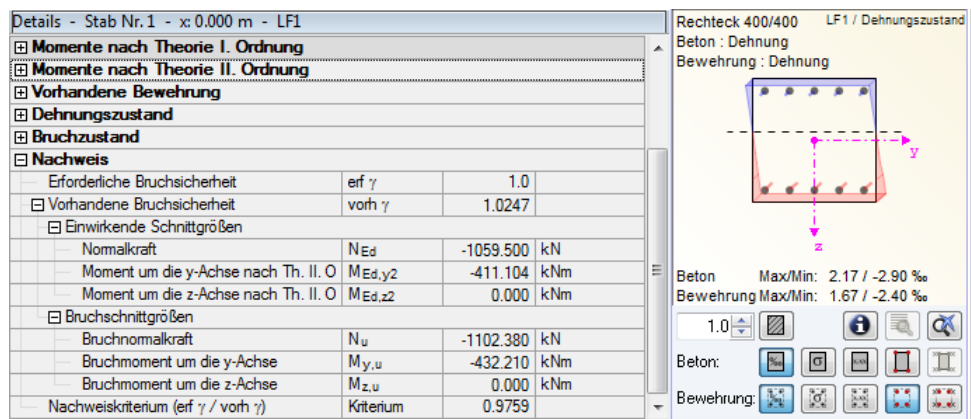 Details - Stab Nr. 1 - x: 0.000 m - LF1
Momente nach Theorie I. Ordnung
Momente nach Theorie II. Ordnung
Vorhandene Bewehrung
Dehnungszustand
Bruchzustand
Nachweis
Erforderliche Bruchsicherheit erf γ 1.0
Vorhandene Bruchsicherheit vorh γ 1.0247
Einwirkende Schnittgrößen
Normalkraft NEd -1059.500 kN
Moment um die y-Achse nach Th. II. O MEd,y2 -411.104 kNm
Moment um die z-Achse nach Th. II. O MEd,z2 0.000 kNm
Bruchschnittgrößen
Bruchnormalkraft Nu -1102.380 kN
Bruchmoment um die y-Achse My,u -432.210 kNm
Bruchmoment um die z-Achse Mz,u 0.000 kNm
Nachweiskriterium (erf γ / vorh γ) Kriterium 0.9759
Rechteck 400/400 LF1 / Dehnungszustand
Beton : Dehnung
Bewehrung : Dehnung
y
z
Beton Max/Min: 2.17 / -2.90 ‰
Bewehrung Max/Min: 1.67 / -2.40 ‰
1.0
Beton: ‰ σ
Bewehrung: